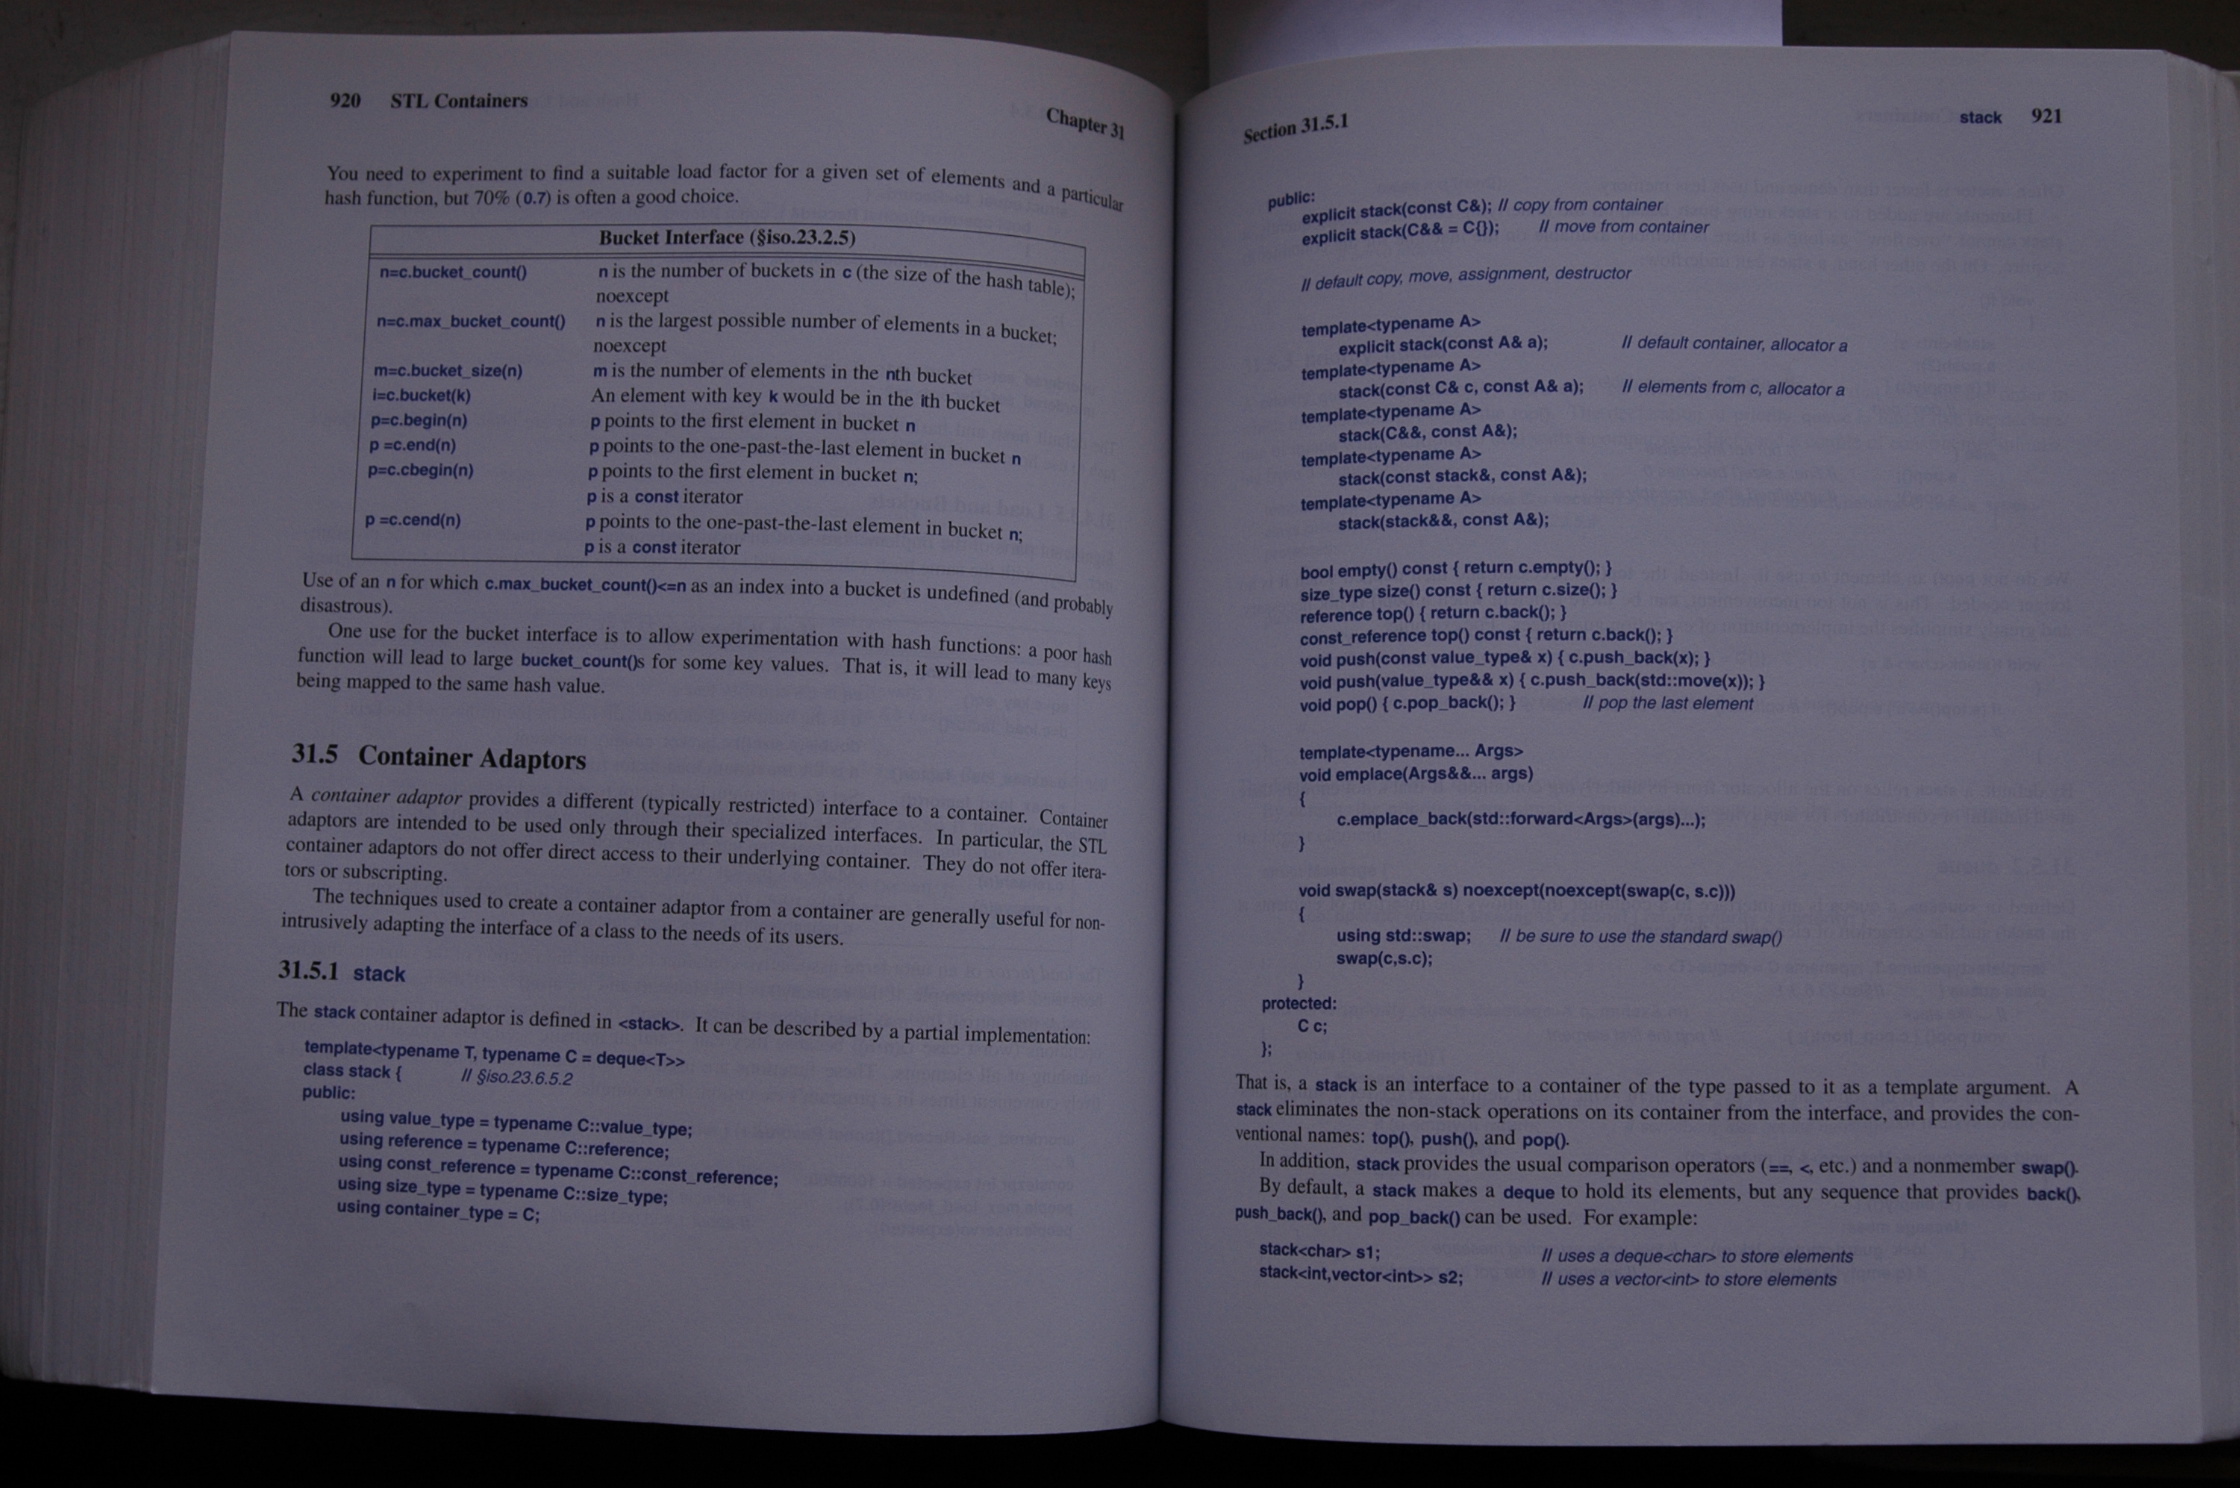 920 STL Containers Chapter 31
You need to experiment to find a suitable load factor for a given set of elements and a particular
hash function, but 70% (0.7) is often a good choice.
Bucket Interface (§iso.23.2.5)
n=c.bucket_count() n is the number of buckets in c (the size of the hash table);
noexcept
n=c.max_bucket_count() n is the largest possible number of elements in a bucket;
noexcept
m=c.bucket_size(n) m is the number of elements in the nth bucket
i=c.bucket(k) An element with key k would be in the ith bucket
p=c.begin(n) p points to the first element in bucket n
p =c.end(n) p points to the one-past-the-last element in bucket n
p=c.cbegin(n) p points to the first element in bucket n;
p is a const iterator
p =c.cend(n) p points to the one-past-the-last element in bucket n;
p is a const iterator
Use of an n for which c.max_bucket_count()<=n as an index into a bucket is undefined (and probably
disastrous).
One use for the bucket interface is to allow experimentation with hash functions: a poor hash
function will lead to large bucket_count()s for some key values. That is, it will lead to many keys
being mapped to the same hash value.
31.5 Container Adaptors
A container adaptor provides a different (typically restricted) interface to a container. Container
adaptors are intended to be used only through their specialized interfaces. In particular, the STL
container adaptors do not offer direct access to their underlying container. They do not offer itera-
tors or subscripting.
The techniques used to create a container adaptor from a container are generally useful for non-
intrusively adapting the interface of a class to the needs of its users.
31.5.1 stack
The stack container adaptor is defined in <stack>. It can be described by a partial implementation:
template<typename T, typename C = deque<T>>
class stack { // §iso.23.6.5.2
public:
using value_type = typename C::value_type;
using reference = typename C::reference;
using const_reference = typename C::const_reference;
using size_type = typename C::size_type;
using container_type = C;
Section 31.5.1 stack 921
public:
explicit stack(const C&); // copy from container
explicit stack(C&& = C{}); // move from container
// default copy, move, assignment, destructor
template<typename A>
explicit stack(const A& a); // default container, allocator a
template<typename A>
stack(const C& c, const A& a); // elements from c, allocator a
template<typename A>
stack(C&&, const A&);
template<typename A>
stack(const stack&, const A&);
template<typename A>
stack(stack&&, const A&);
bool empty() const { return c.empty(); }
size_type size() const { return c.size(); }
reference top() { return c.back(); }
const_reference top() const { return c.back(); }
void push(const value_type& x) { c.push_back(x); }
void push(value_type&& x) { c.push_back(std::move(x)); }
void pop() { c.pop_back(); } // pop the last element
template<typename... Args>
void emplace(Args&&... args)
{
c.emplace_back(std::forward<Args>(args)...);
}
void swap(stack& s) noexcept(noexcept(swap(c, s.c)))
{
using std::swap; // be sure to use the standard swap()
swap(c,s.c);
}
protected:
C c;
};
That is, a stack is an interface to a container of the type passed to it as a template argument. A
stack eliminates the non-stack operations on its container from the interface, and provides the con-
ventional names: top(), push(), and pop().
In addition, stack provides the usual comparison operators (==, <, etc.) and a nonmember swap().
By default, a stack makes a deque to hold its elements, but any sequence that provides back(),
push_back(), and pop_back() can be used. For example:
stack<char> s1; // uses a deque<char> to store elements
stack<int,vector<int>> s2; // uses a vector<int> to store elements